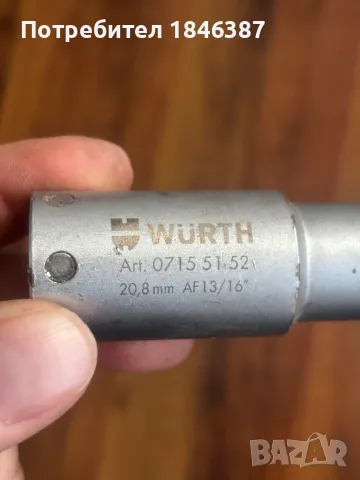 Потребител 1846387
WÜRTH
Art. 0715 51 52
20,8mm AF13/16"
BAZAR